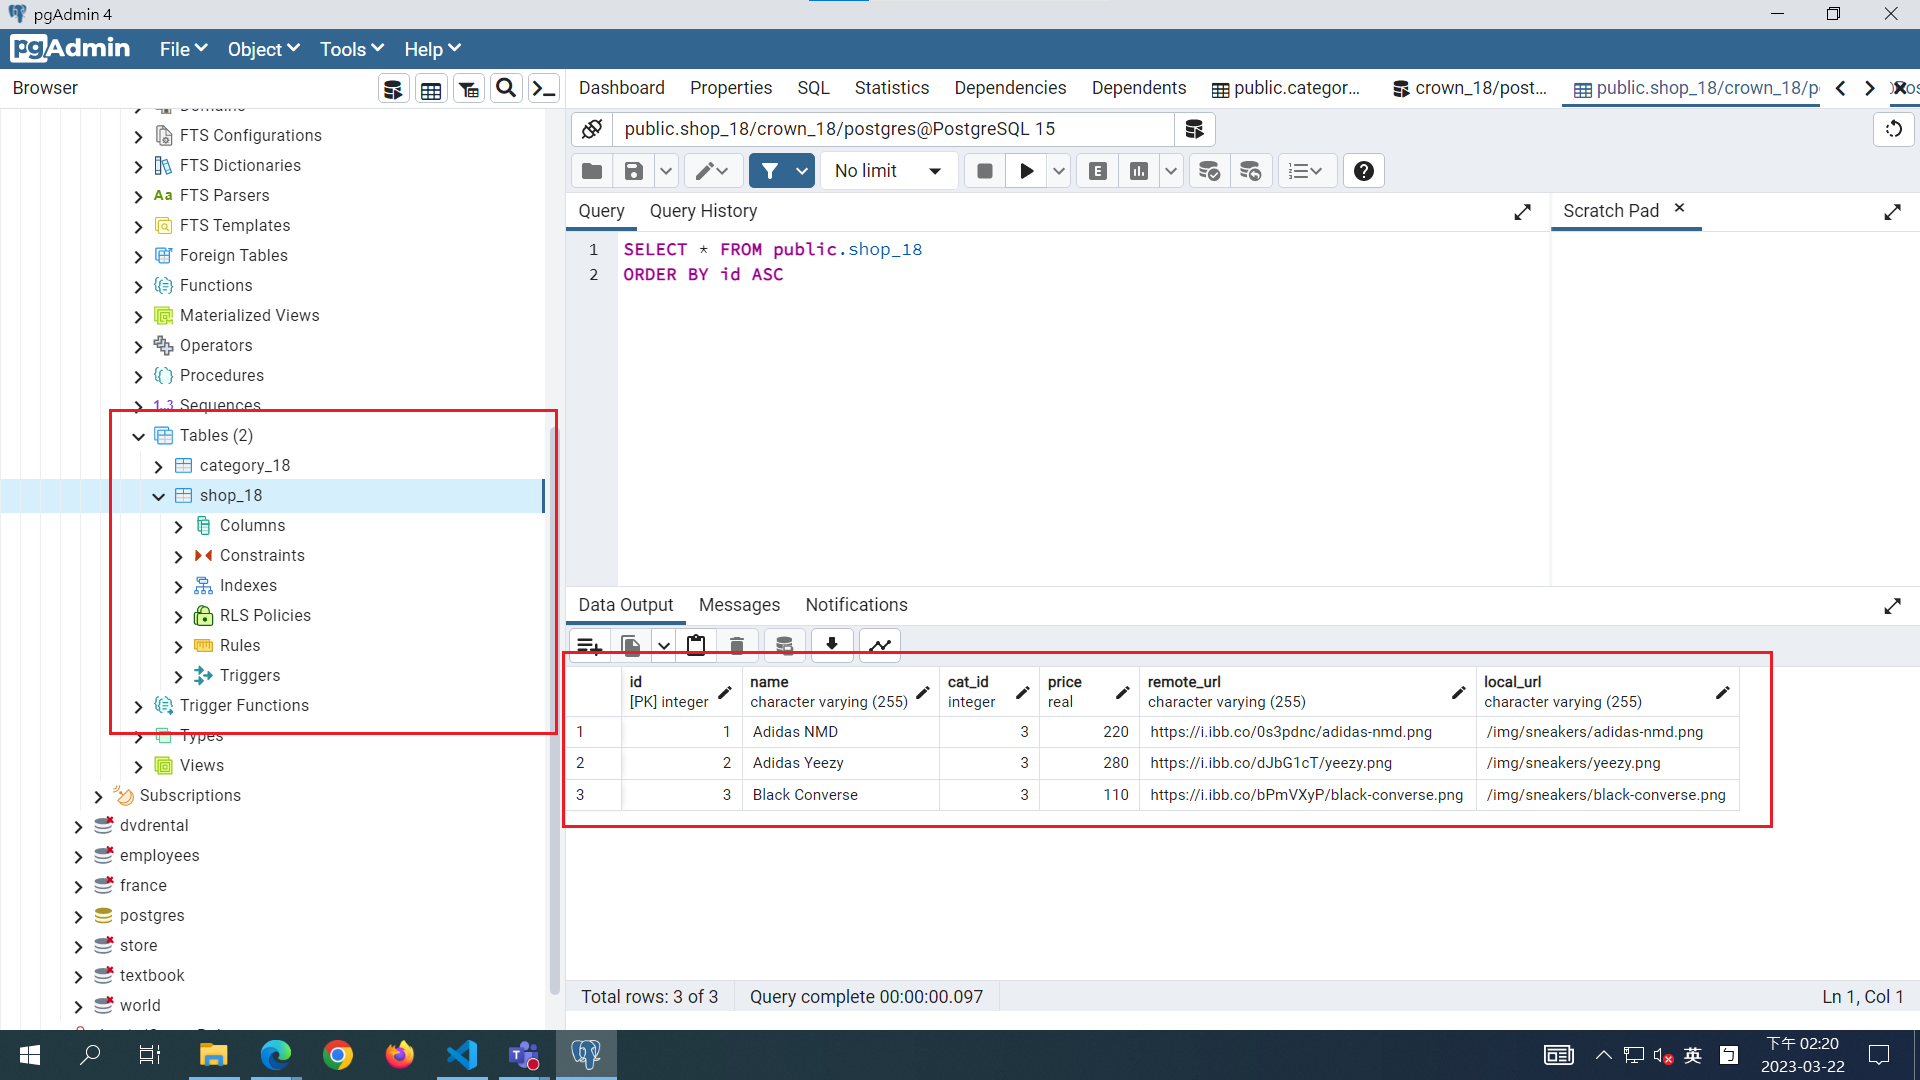 pgAdmin 4
pgAdmin File Object Tools Help
Browser
Dashboard Properties SQL Statistics Dependencies Dependents public.categor... crown_18/post... public.shop_18/crown_18/p
public.shop_18/crown_18/postgres@PostgreSQL 15
No limit
Query Query History
Scratch Pad
1 SELECT * FROM public.shop_18
2 ORDER BY id ASC
Domains
FTS Configurations
FTS Dictionaries
Aa FTS Parsers
FTS Templates
Foreign Tables
Functions
Materialized Views
Operators
Procedures
1..3 Sequences
Tables (2)
category_18
shop_18
Columns
Constraints
Indexes
RLS Policies
Rules
Triggers
Trigger Functions
Types
Views
Subscriptions
dvdrental
employees
france
postgres
store
textbook
world
Data Output Messages Notifications
id name cat_id price remote_url local_url
[PK] integer character varying (255) integer real character varying (255) character varying (255)
1 1 Adidas NMD 3 220 https://i.ibb.co/0s3pdnc/adidas-nmd.png /img/sneakers/adidas-nmd.png
2 2 Adidas Yeezy 3 280 https://i.ibb.co/dJbG1cT/yeezy.png /img/sneakers/yeezy.png
3 3 Black Converse 3 110 https://i.ibb.co/bPmVXyP/black-converse.png /img/sneakers/black-converse.png
Total rows: 3 of 3 Query complete 00:00:00.097 Ln 1, Col 1
英 ㄅ
下午 02:20
2023-03-22